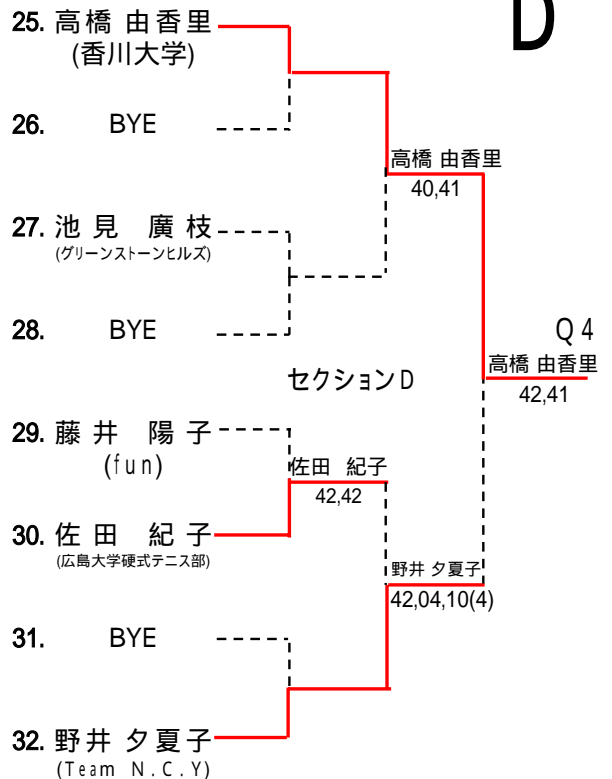 D
25. 高橋 由香里
(香川大学)
26. BYE
高橋 由香里
40,41
27. 池見 廣枝
(グリーンストーンヒルズ)
28. BYE
Q4
高橋 由香里
42,41
セクションD
29. 藤井 陽子
(fun)
佐田 紀子
42,42
30. 佐田 紀子
(広島大学硬式テニス部)
野井 夕夏子
42,04,10(4)
31. BYE
32. 野井 夕夏子
(Team N.C.Y)